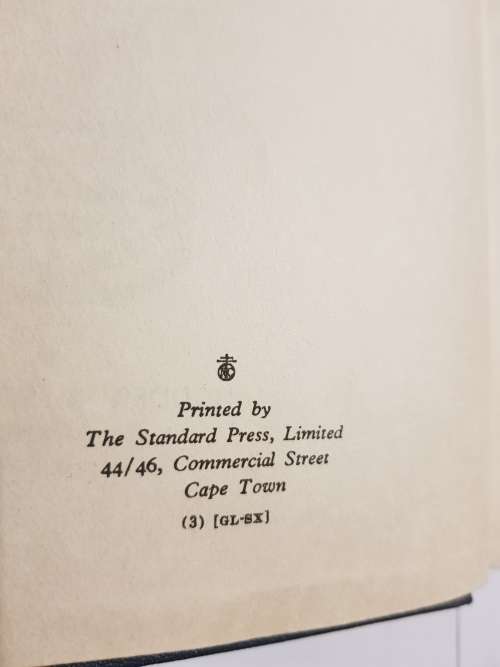 Printed by
The Standard Press, Limited
44/46, Commercial Street
Cape Town
(3) [GL-SX]